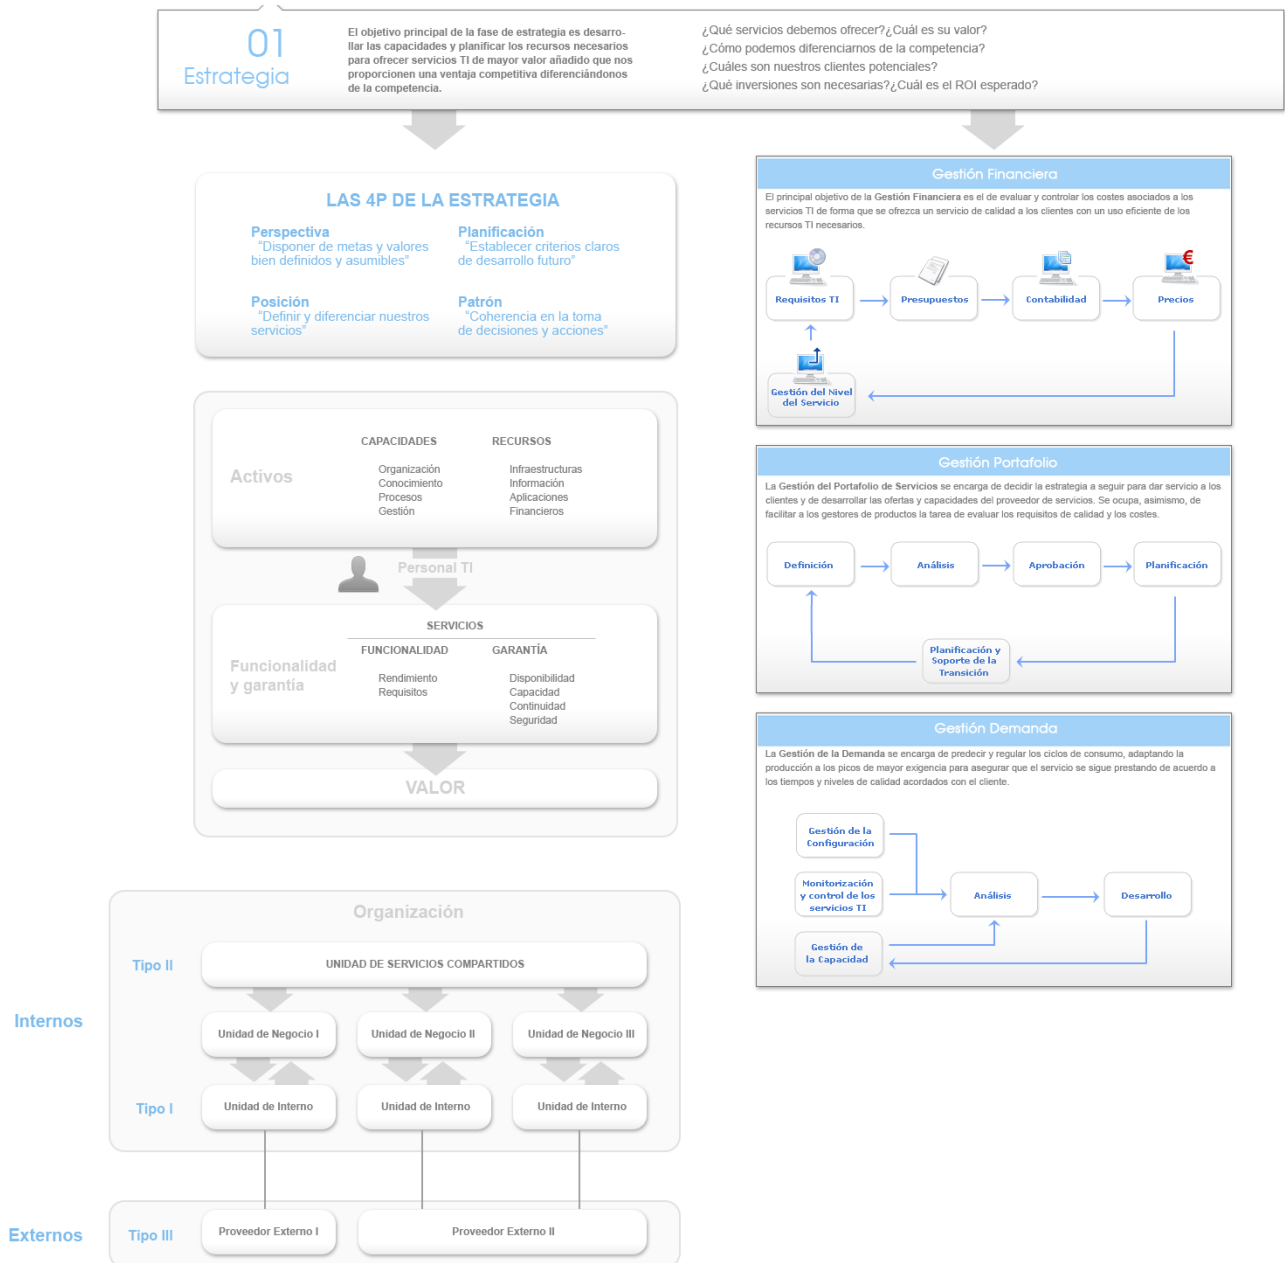 01
Estrategia
El objetivo principal de la fase de estrategia es desarro-
llar las capacidades y planificar los recursos necesarios
para ofrecer servicios TI de mayor valor añadido que nos
proporcionen una ventaja competitiva diferenciándonos
de la competencia.
¿Qué servicios debemos ofrecer?¿Cuál es su valor?
¿Cómo podemos diferenciarnos de la competencia?
¿Cuáles son nuestros clientes potenciales?
¿Qué inversiones son necesarias?¿Cuál es el ROI esperado?
LAS 4P DE LA ESTRATEGIA
Perspectiva
“Disponer de metas y valores
bien definidos y asumibles”
Planificación
“Establecer criterios claros
de desarrollo futuro”
Posición
“Definir y diferenciar nuestros
servicios”
Patrón
“Coherencia en la toma
de decisiones y acciones”
Activos
CAPACIDADES
Organización
Conocimiento
Procesos
Gestión
RECURSOS
Infraestructuras
Información
Aplicaciones
Financieros
Personal TI
Funcionalidad
y garantía
SERVICIOS
FUNCIONALIDAD
Rendimiento
Requisitos
GARANTÍA
Disponibilidad
Capacidad
Continuidad
Seguridad
VALOR
Organización
Internos
Tipo II
UNIDAD DE SERVICIOS COMPARTIDOS
Unidad de Negocio I
Unidad de Negocio II
Unidad de Negocio III
Tipo I
Unidad de Interno
Unidad de Interno
Unidad de Interno
Externos
Tipo III
Proveedor Externo I
Proveedor Externo II
Gestión Financiera
El principal objetivo de la Gestión Financiera es el de evaluar y controlar los costes asociados a los
servicios TI de forma que se ofrezca un servicio de calidad a los clientes con un uso eficiente de los
recursos TI necesarios.
€
Requisitos TI
Presupuestos
Contabilidad
Precios
Gestión del Nivel
del Servicio
Gestión Portafolio
La Gestión del Portafolio de Servicios se encarga de decidir la estrategia a seguir para dar servicio a los
clientes y de desarrollar las ofertas y capacidades del proveedor de servicios. Se ocupa, asimismo, de
facilitar a los gestores de productos la tarea de evaluar los requisitos de calidad y los costes.
Definición
Análisis
Aprobación
Planificación
Planificación y
Soporte de la
Transición
Gestión Demanda
La Gestión de la Demanda se encarga de predecir y regular los ciclos de consumo, adaptando la
producción a los picos de mayor exigencia para asegurar que el servicio se sigue prestando de acuerdo a
los tiempos y niveles de calidad acordados con el cliente.
Gestión de la
Configuración
Monitorización
y control de los
servicios TI
Análisis
Desarrollo
Gestión de
la Capacidad